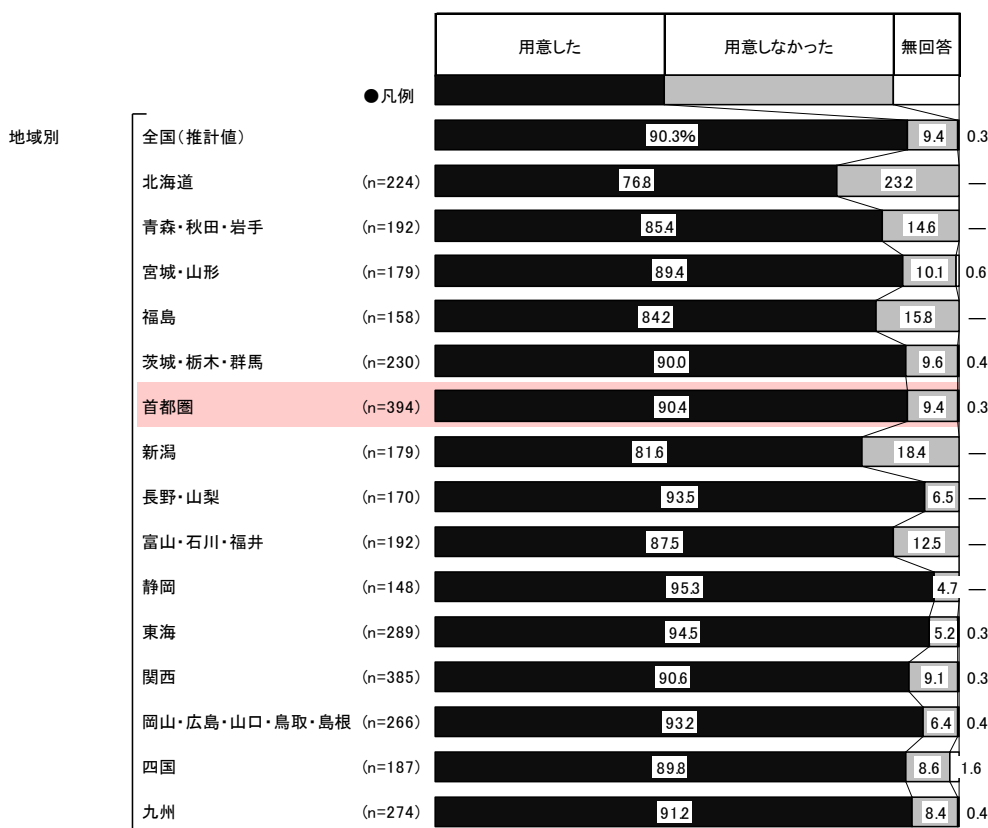 用意した 用意しなかった 無回答
●凡例
地域別 全国(推計値) 90.3% 9.4 0.3
北海道 (n=224) 76.8 23.2 ―
青森・秋田・岩手 (n=192) 85.4 14.6 ―
宮城・山形 (n=179) 89.4 10.1 0.6
福島 (n=158) 84.2 15.8 ―
茨城・栃木・群馬 (n=230) 90.0 9.6 0.4
首都圏 (n=394) 90.4 9.4 0.3
新潟 (n=179) 81.6 18.4 ―
長野・山梨 (n=170) 93.5 6.5 ―
富山・石川・福井 (n=192) 87.5 12.5 ―
静岡 (n=148) 95.3 4.7 ―
東海 (n=289) 94.5 5.2 0.3
関西 (n=385) 90.6 9.1 0.3
岡山・広島・山口・鳥取・島根 (n=266) 93.2 6.4 0.4
四国 (n=187) 89.8 8.6 1.6
九州 (n=274) 91.2 8.4 0.4